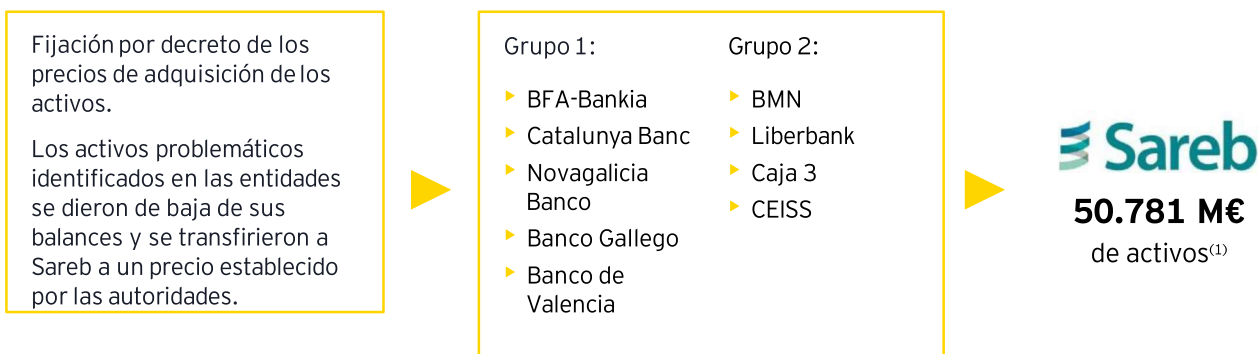 Fijación por decreto de los
precios de adquisición de los
activos.
Los activos problemáticos
identificados en las entidades
se dieron de baja de sus
balances y se transfirieron a
Sareb a un precio establecido
por las autoridades.
Grupo 1:
BFA-Bankia
Catalunya Banc
Novagalicia
Banco
Banco Gallego
Banco de
Valencia
Grupo 2:
BMN
Liberbank
Caja 3
CEISS
Sareb
50.781 M€
de activos(1)